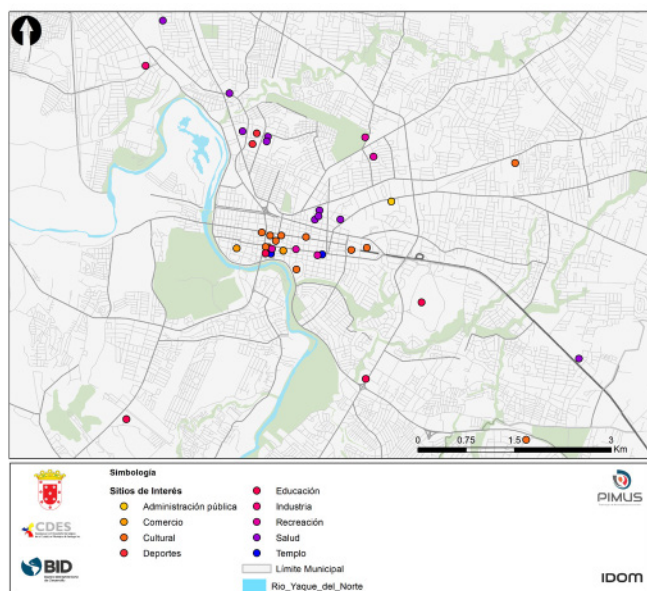 0 0.75 1.5 3
Km
Simbología
Sitios de Interés
Administración pública
Comercio
Cultural
Deportes
Educación
Industria
Recreación
Salud
Templo
Límite Municipal
Rio_Yaque_del_Norte
CDES
BID
PIMUS
IDOM